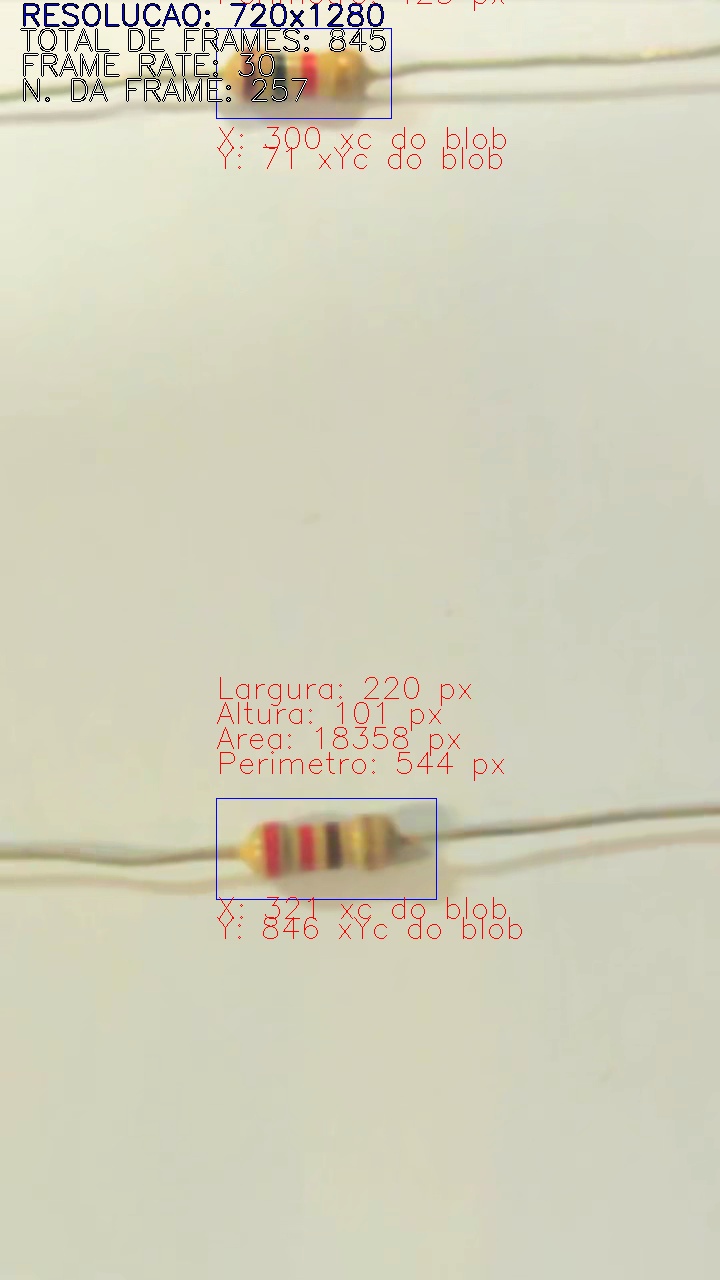 RESOLUCAO: 720x1280
TOTAL DE FRAMES: 845
FRAME RATE: 30
N. DA FRAME: 257
X: 300 xc do blob
Y: 71 xYc do blob
Largura: 220 px
Altura: 101 px
Area: 18358 px
Perimetro: 544 px
X: 321 xc do blob
Y: 846 xYc do blob